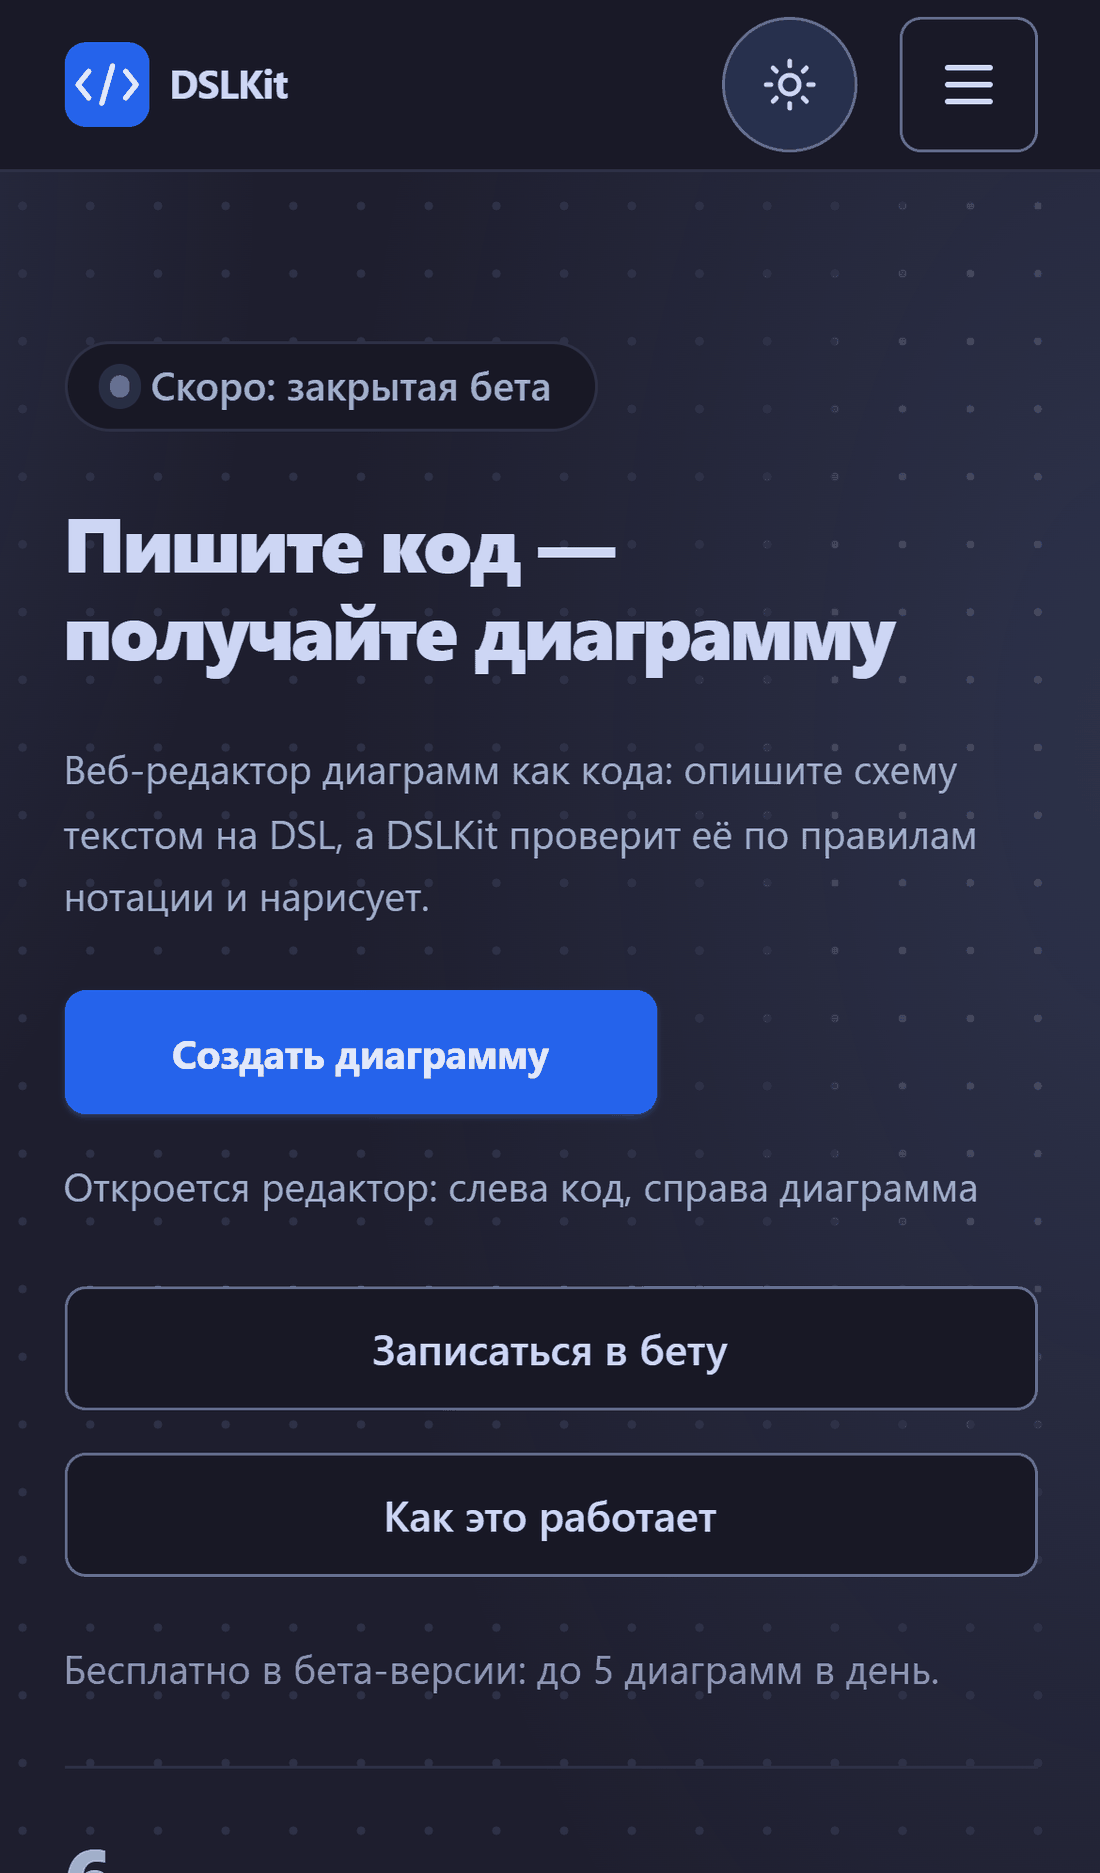 DSLKit
Скоро: закрытая бета
Пишите код —
получайте диаграмму
Веб-редактор диаграмм как кода: опишите схему
текстом на DSL, а DSLKit проверит её по правилам
нотации и нарисует.
Создать диаграмму
Откроется редактор: слева код, справа диаграмма
Записаться в бету
Как это работает
Бесплатно в бета-версии: до 5 диаграмм в день.